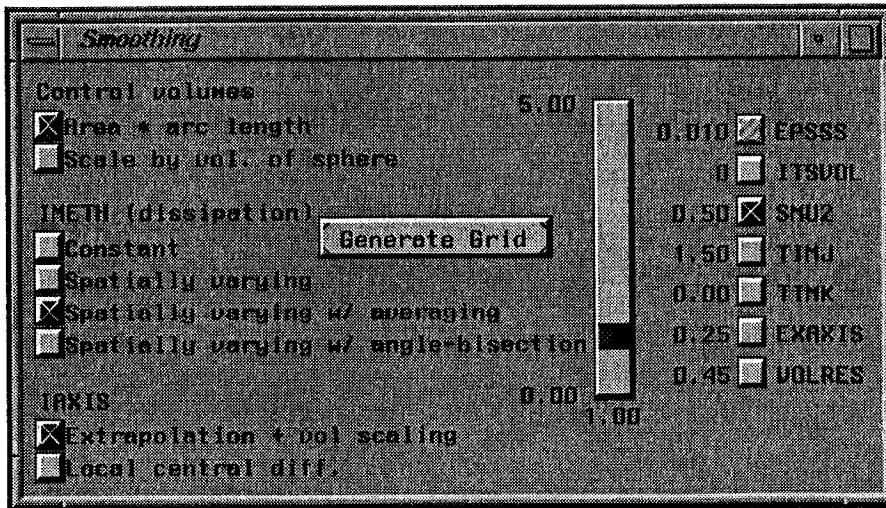 Smoothing
Control volumes
Area * arc length
Scale by vol. of sphere
IMETH (dissipation)
Constant
Spatially varying
Spatially varying w/ averaging
Spatially varying w/ angle-bisection
IAXIS
Extrapolation + vol scaling
Local central diff.
Generate Grid
5.00
0.00
1.00
0.010 EPSSS
0 ITSVOL
0.50 SMU2
1.50 TIMJ
0.00 TIMK
0.25 EXAXIS
0.45 VOLRES